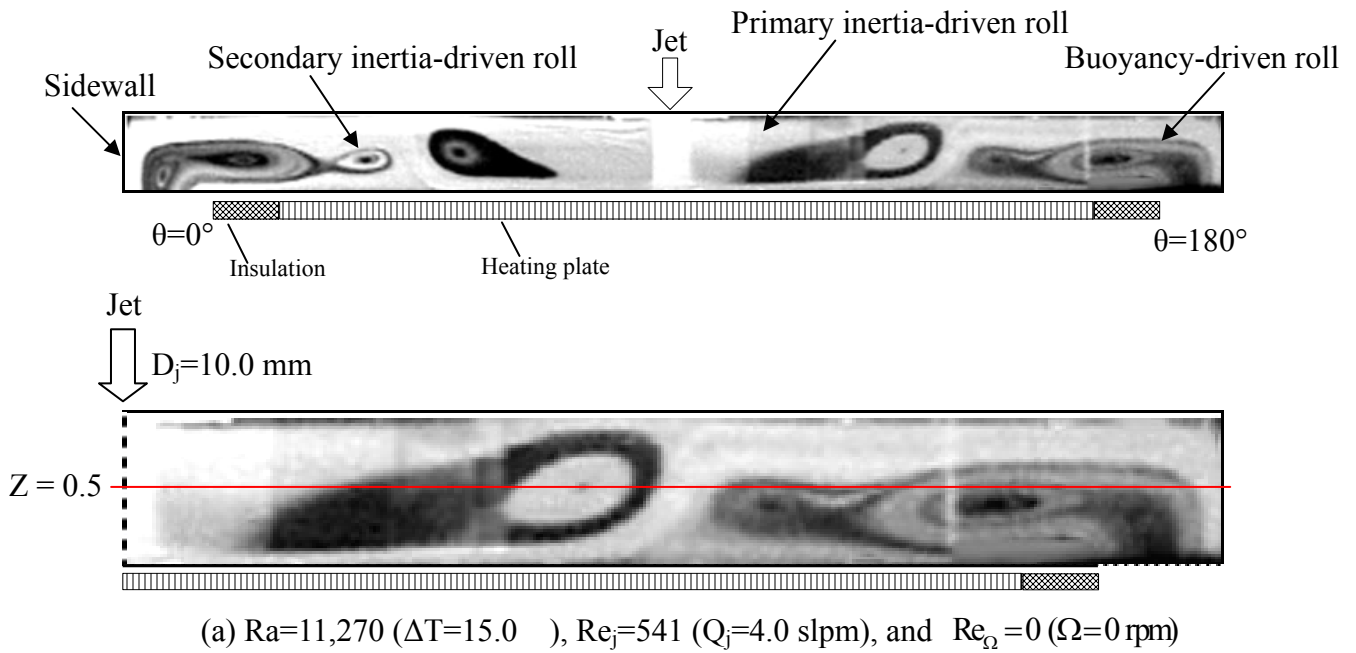 Primary inertia-driven roll
Jet
Secondary inertia-driven roll
Buoyancy-driven roll
Sidewall
θ=0°
θ=180°
Insulation
Heating plate
Jet
Dj=10.0 mm
Z = 0.5
(a) Ra=11,270 (ΔT=15.0 ), Rej=541 (Qj=4.0 slpm), and ReΩ=0 (Ω=0 rpm)